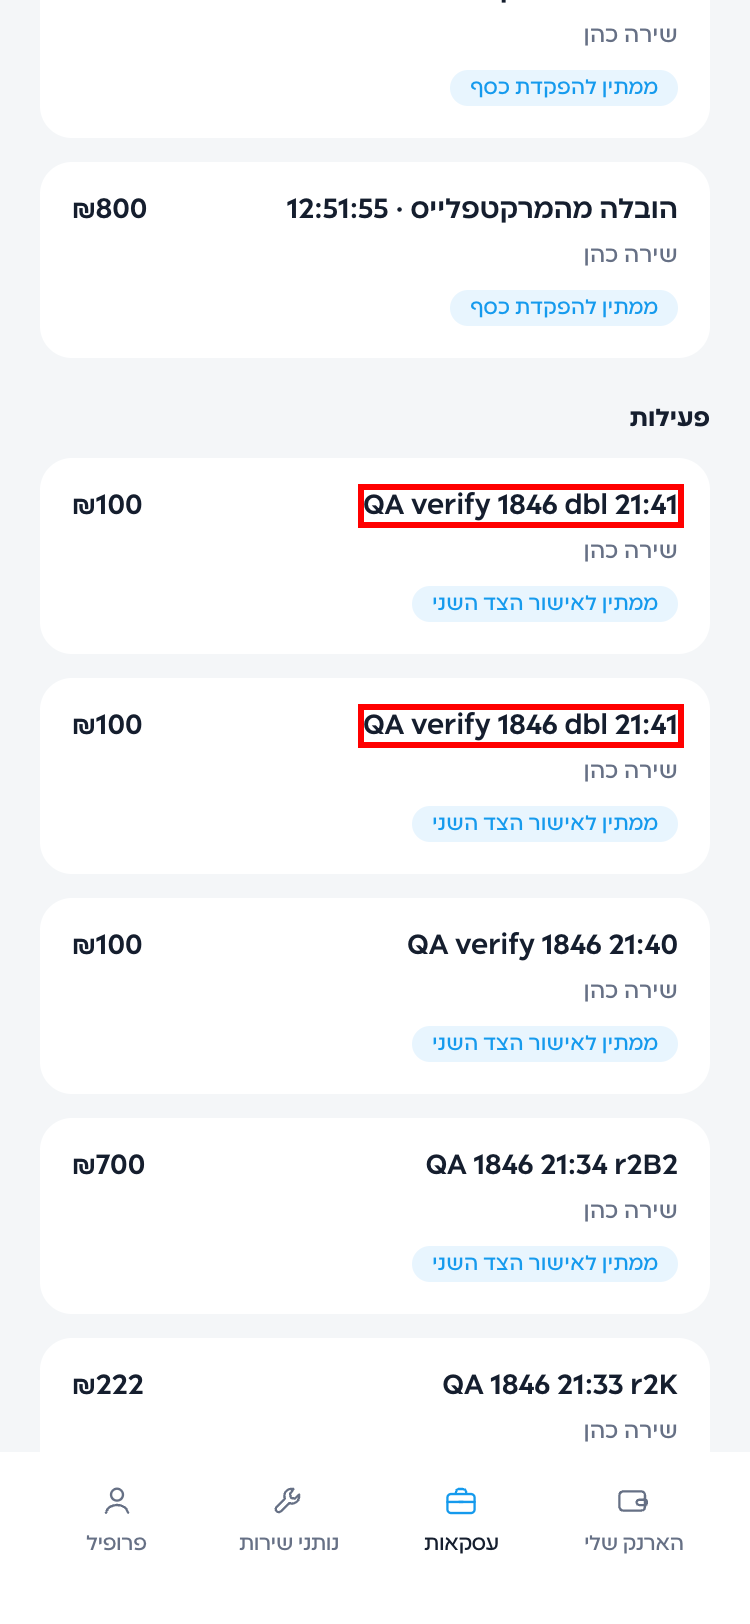 שירה כהן
ממתין להפקדת כסף
הובלה מהמרקטפלייס · 12:51:55
₪800
שירה כהן
ממתין להפקדת כסף
פעילות
QA verify 1846 dbl 21:41
₪100
שירה כהן
ממתין לאישור הצד השני
QA verify 1846 dbl 21:41
₪100
שירה כהן
ממתין לאישור הצד השני
QA verify 1846 21:40
₪100
שירה כהן
ממתין לאישור הצד השני
QA 1846 21:34 r2B2
₪700
שירה כהן
ממתין לאישור הצד השני
QA 1846 21:33 r2K
₪222
שירה כהן
הארנק שלי
עסקאות
נותני שירות
פרופיל